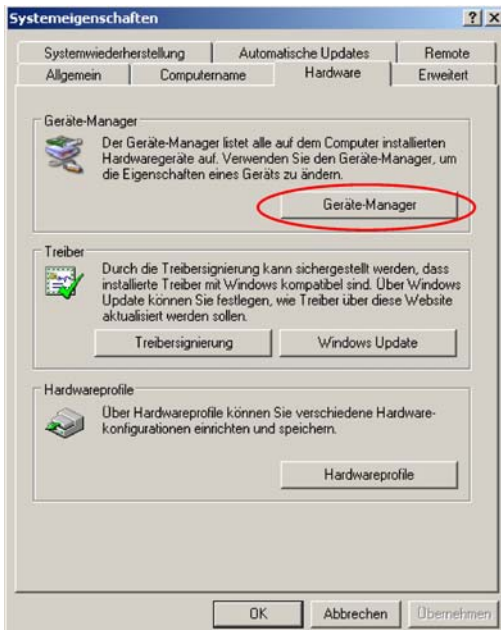 Systemeigenschaften
Systemwiederherstellung Automatische Updates Remote
Allgemein Computername Hardware Erweitert
Geräte-Manager
Der Geräte-Manager listet alle auf dem Computer installierten
Hardwaregeräte auf. Verwenden Sie den Geräte-Manager, um
die Eigenschaften eines Geräts zu ändern.
Geräte-Manager
Treiber
Durch die Treibersignierung kann sichergestellt werden, dass
installierte Treiber mit Windows kompatibel sind. Über Windows
Update können Sie festlegen, wie Treiber über diese Website
aktualisiert werden sollen.
Treibersignierung Windows Update
Hardwareprofile
Über Hardwareprofile können Sie verschiedene Hardware-
konfigurationen einrichten und speichern.
Hardwareprofile
OK Abbrechen Übernehmen